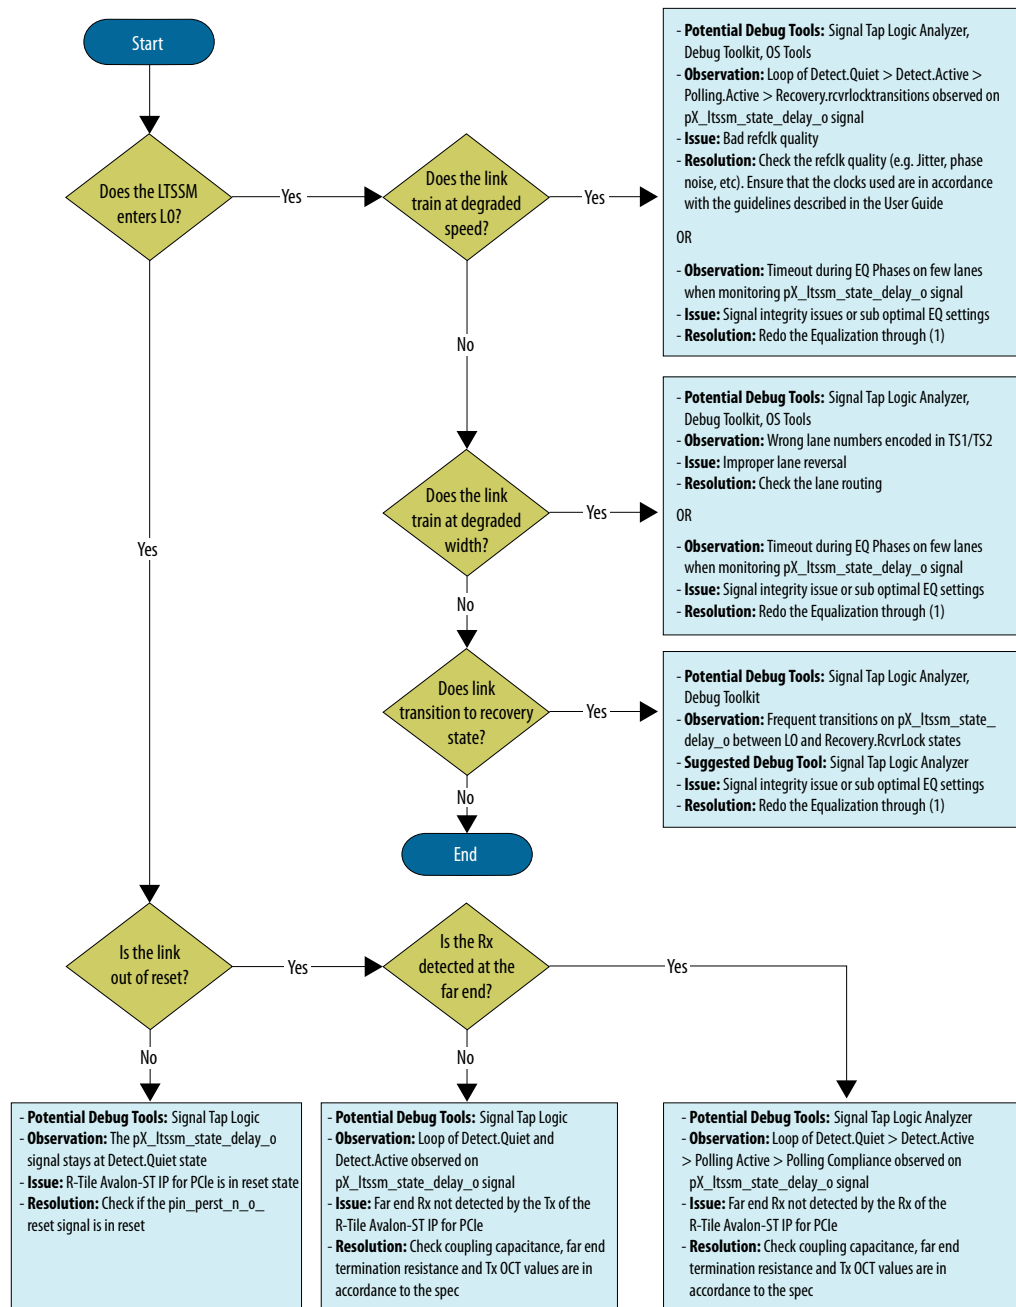 Start
Does the LTSSM
enters L0?
Yes
Does the link
train at degraded
speed?
Yes
- Potential Debug Tools: Signal Tap Logic Analyzer,
Debug Toolkit, OS Tools
- Observation: Loop of Detect.Quiet > Detect.Active >
Polling.Active > Recovery.rcvrlocktransitions observed on
pX_ltssm_state_delay_o signal
- Issue: Bad refclk quality
- Resolution: Check the refclk quality (e.g. Jitter, phase
noise, etc). Ensure that the clocks used are in accordance
with the guidelines described in the User Guide
OR
- Observation: Timeout during EQ Phases on few lanes
when monitoring pX_ltssm_state_delay_o signal
- Issue: Signal integrity issues or sub optimal EQ settings
- Resolution: Redo the Equalization through (1)
No
Does the link
train at degraded
width?
Yes
- Potential Debug Tools: Signal Tap Logic Analyzer,
Debug Toolkit, OS Tools
- Observation: Wrong lane numbers encoded in TS1/TS2
- Issue: Improper lane reversal
- Resolution: Check the lane routing
OR
- Observation: Timeout during EQ Phases on few lanes
when monitoring pX_ltssm_state_delay_o signal
- Issue: Signal integrity issue or sub optimal EQ settings
- Resolution: Redo the Equalization through (1)
Yes
No
Does link
transition to recovery
state?
Yes
- Potential Debug Tools: Signal Tap Logic Analyzer,
Debug Toolkit
- Observation: Frequent transitions on pX_ltssm_state_
delay_o between LO and Recovery.RcvrLock states
- Suggested Debug Tool: Signal Tap Logic Analyzer
- Issue: Signal integrity issue or sub optimal EQ settings
- Resolution: Redo the Equalization through (1)
No
End
Is the link
out of reset?
Yes
Is the Rx
detected at the
far end?
Yes
No
No
- Potential Debug Tools: Signal Tap Logic
- Observation: The pX_ltssm_state_delay_o
signal stays at Detect.Quiet state
- Issue: R-Tile Avalon-ST IP for PCIe is in reset state
- Resolution: Check if the pin_perst_n_o_
reset signal is in reset
- Potential Debug Tools: Signal Tap Logic
- Observation: Loop of Detect.Quiet and
Detect.Active observed on
pX_ltssm_state_delay_o signal
- Issue: Far end Rx not detected by the Tx of the
R-Tile Avalon-ST IP for PCIe
- Resolution: Check coupling capacitance, far end
termination resistance and Tx OCT values are in
accordance to the spec
- Potential Debug Tools: Signal Tap Logic Analyzer
- Observation: Loop of Detect.Quiet > Detect.Active
> Polling Active > Polling Compliance observed on
pX_ltssm_state_delay_o signal
- Issue: Far end Rx not detected by the Rx of the
R-Tile Avalon-ST IP for PCIe
- Resolution: Check coupling capacitance, far end
termination resistance and Tx OCT values are in
accordance to the spec